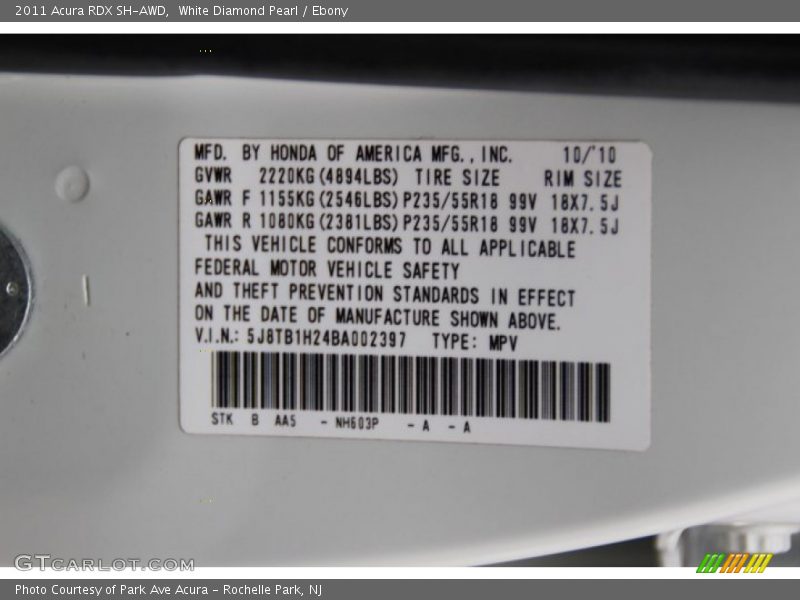 2011 Acura RDX SH-AWD,  White Diamond Pearl / Ebony
MFD. BY HONDA OF AMERICA MFG., INC.  10/'10
GVWR  2220KG(4894LBS)  TIRE SIZE  RIM SIZE
GAWR F 1155KG(2546LBS)P235/55R18 99V 18X7.5J
GAWR R 1080KG(2381LBS)P235/55R18 99V 18X7.5J
THIS VEHICLE CONFORMS TO ALL APPLICABLE
FEDERAL MOTOR VEHICLE SAFETY
AND THEFT PREVENTION STANDARDS IN EFFECT
ON THE DATE OF MANUFACTURE SHOWN ABOVE.
V.I.N.: 5J8TB1H24BA002397  TYPE: MPV
STK  B  AA5  - NH603P  - A  - A
GTCARLOT.COM
Photo Courtesy of Park Ave Acura - Rochelle Park, NJ